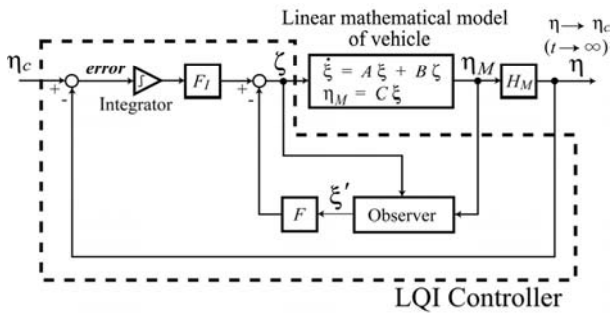 Linear mathematical model
of vehicle
η → η_c
(t → ∞)
η_c
error
ζ
ξ̇ = A ξ + B ζ
η_M = C ξ
η_M
H_M
η
+
-
∫
Integrator
F_I
+
-
F
ξ′
Observer
LQI Controller